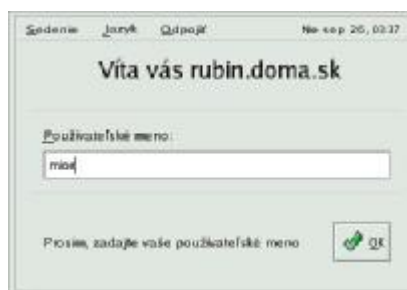 Sedenie Jazyk Odpojiť Ne sep 26, 03:37
Víta vás rubin.doma.sk
Používateľské meno:
Prosím, zadajte vaše používateľské meno
OK